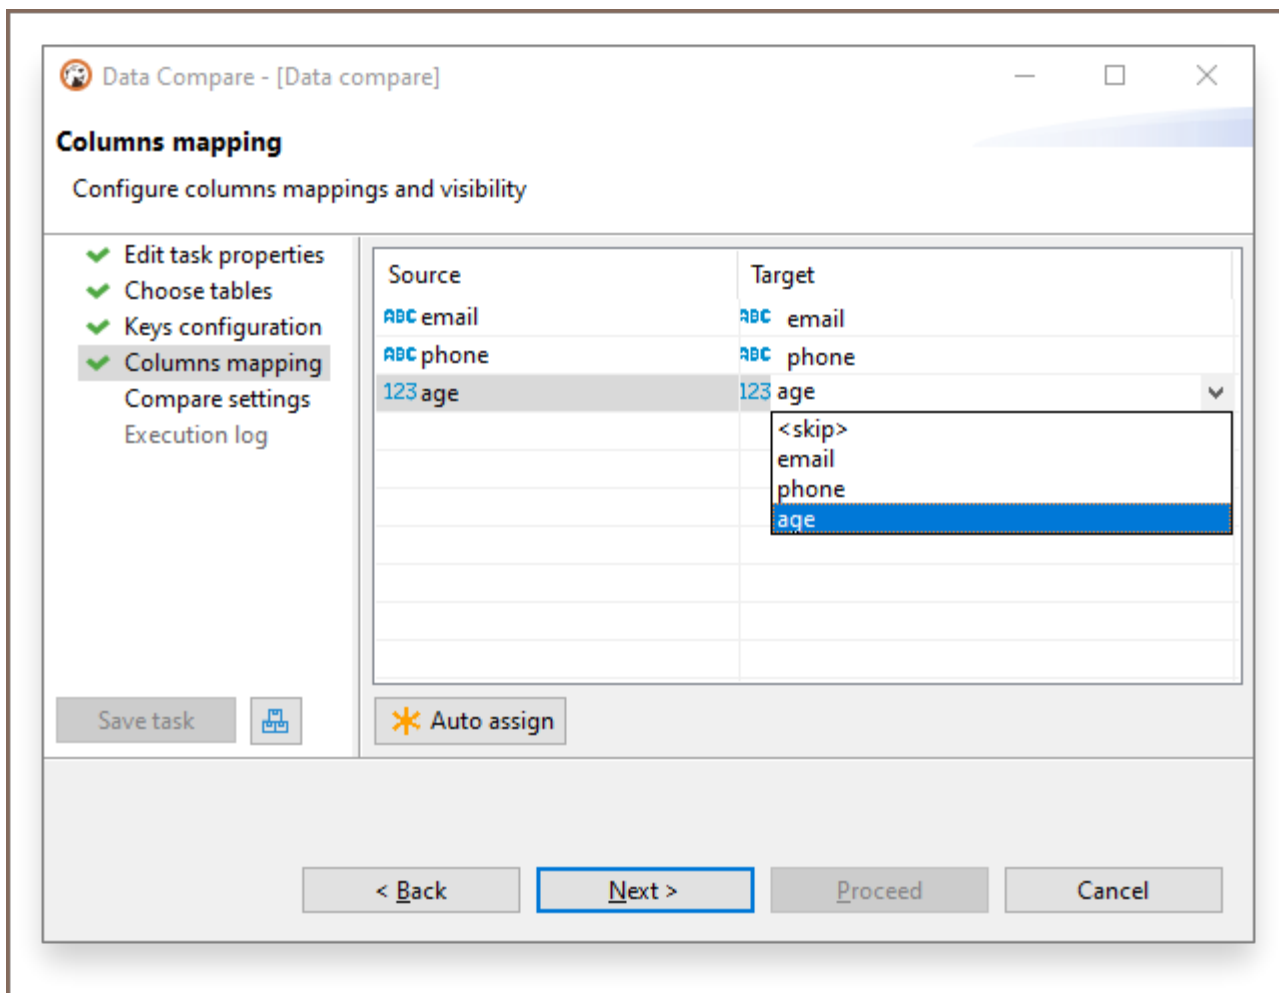 Data Compare - [Data compare]
Columns mapping
Configure columns mappings and visibility
Edit task properties
Choose tables
Keys configuration
Columns mapping
Compare settings
Execution log
Source Target
ABC email ABC email
ABC phone ABC phone
123 age 123 age
<skip>
email
phone
age
Save task
Auto assign
< Back Next > Proceed Cancel